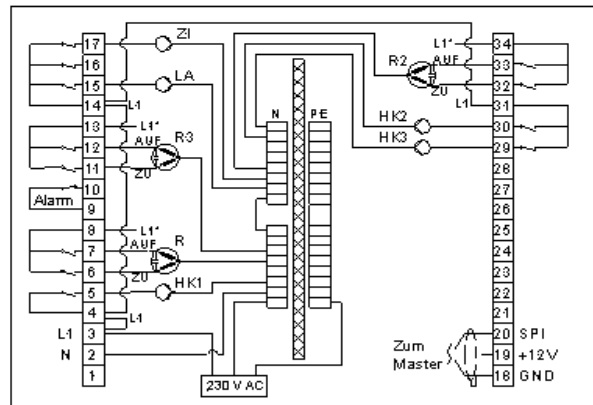 17 ZI
16
15 LA
14 L1
13 L1'
12 AUF R3
11 ZU
10
Alarm
9
8 L1'
7 AUF R
6 ZU
5 HK1
4 L1
L1 3
N 2
1
230 V AC
N PE
R2 L1' 34
AUF 33
ZU 32
L1 31
HK2 30
HK3 29
28
27
26
25
24
23
22
21
Zum Master
20 SPI
19 +12V
18 GND